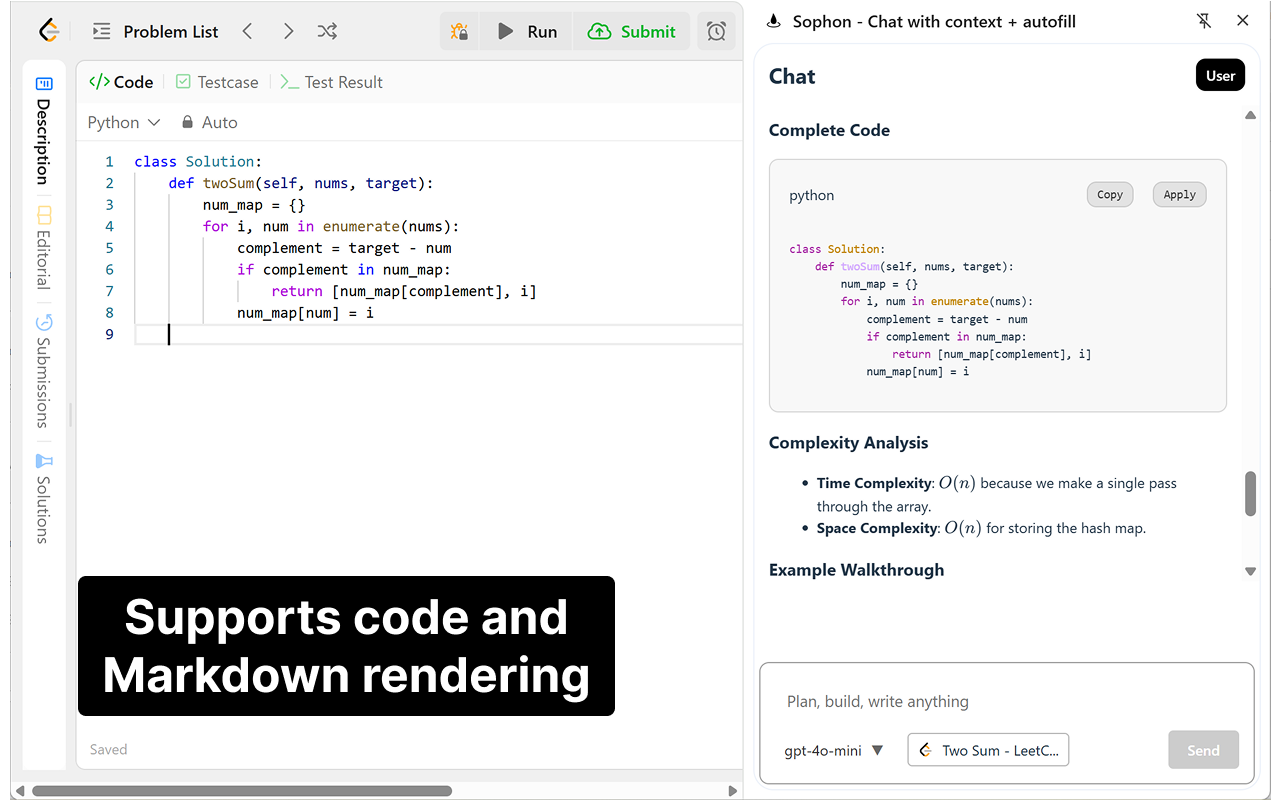 Problem List
Run
Submit
Description
Editorial
Submissions
Solutions
</> Code
Testcase
>_ Test Result
Python
Auto
1 class Solution:
2     def twoSum(self, nums, target):
3         num_map = {}
4         for i, num in enumerate(nums):
5             complement = target - num
6             if complement in num_map:
7                 return [num_map[complement], i]
8             num_map[num] = i
9
Supports code and
Markdown rendering
Saved
Sophon - Chat with context + autofill
Chat
User
Complete Code
python
Copy
Apply
class Solution:
    def twoSum(self, nums, target):
        num_map = {}
        for i, num in enumerate(nums):
            complement = target - num
            if complement in num_map:
                return [num_map[complement], i]
            num_map[num] = i
Complexity Analysis
• Time Complexity: O(n) because we make a single pass
through the array.
• Space Complexity: O(n) for storing the hash map.
Example Walkthrough
Plan, build, write anything
gpt-4o-mini ▼
Two Sum - LeetC...
Send